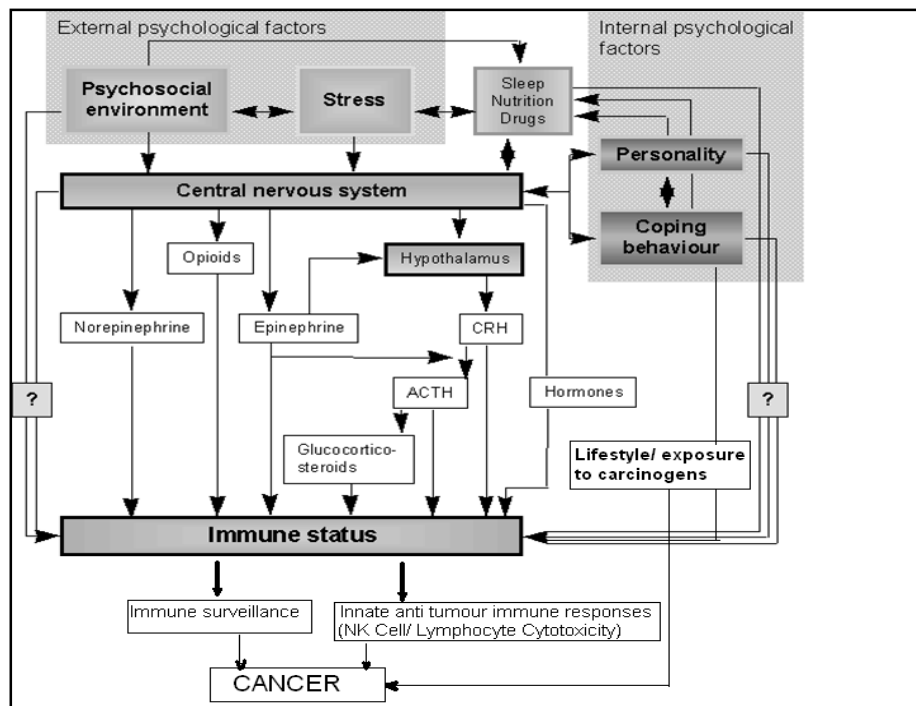 External psychological factors
Internal psychological
factors
Psychosocial
environment
Stress
Sleep
Nutrition
Drugs
Personality
Central nervous system
Coping
behaviour
Opioids
Hypothalamus
Norepinephrine
Epinephrine
CRH
?
ACTH
Hormones
?
Glucocortico-
steroids
Lifestyle/ exposure
to carcinogens
Immune status
Immune surveillance
Innate anti tumour immune responses
(NK Cell/ Lymphocyte Cytotoxicity)
CANCER